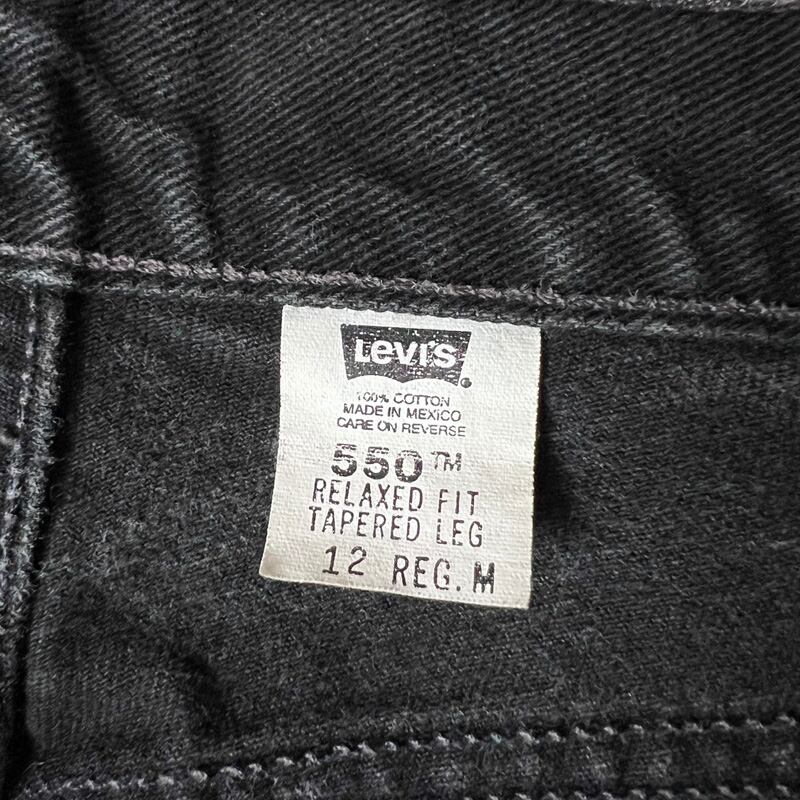 Levi's
100% COTTON
MADE IN MEXICO
CARE ON REVERSE
550™
RELAXED FIT
TAPERED LEG
12 REG. M